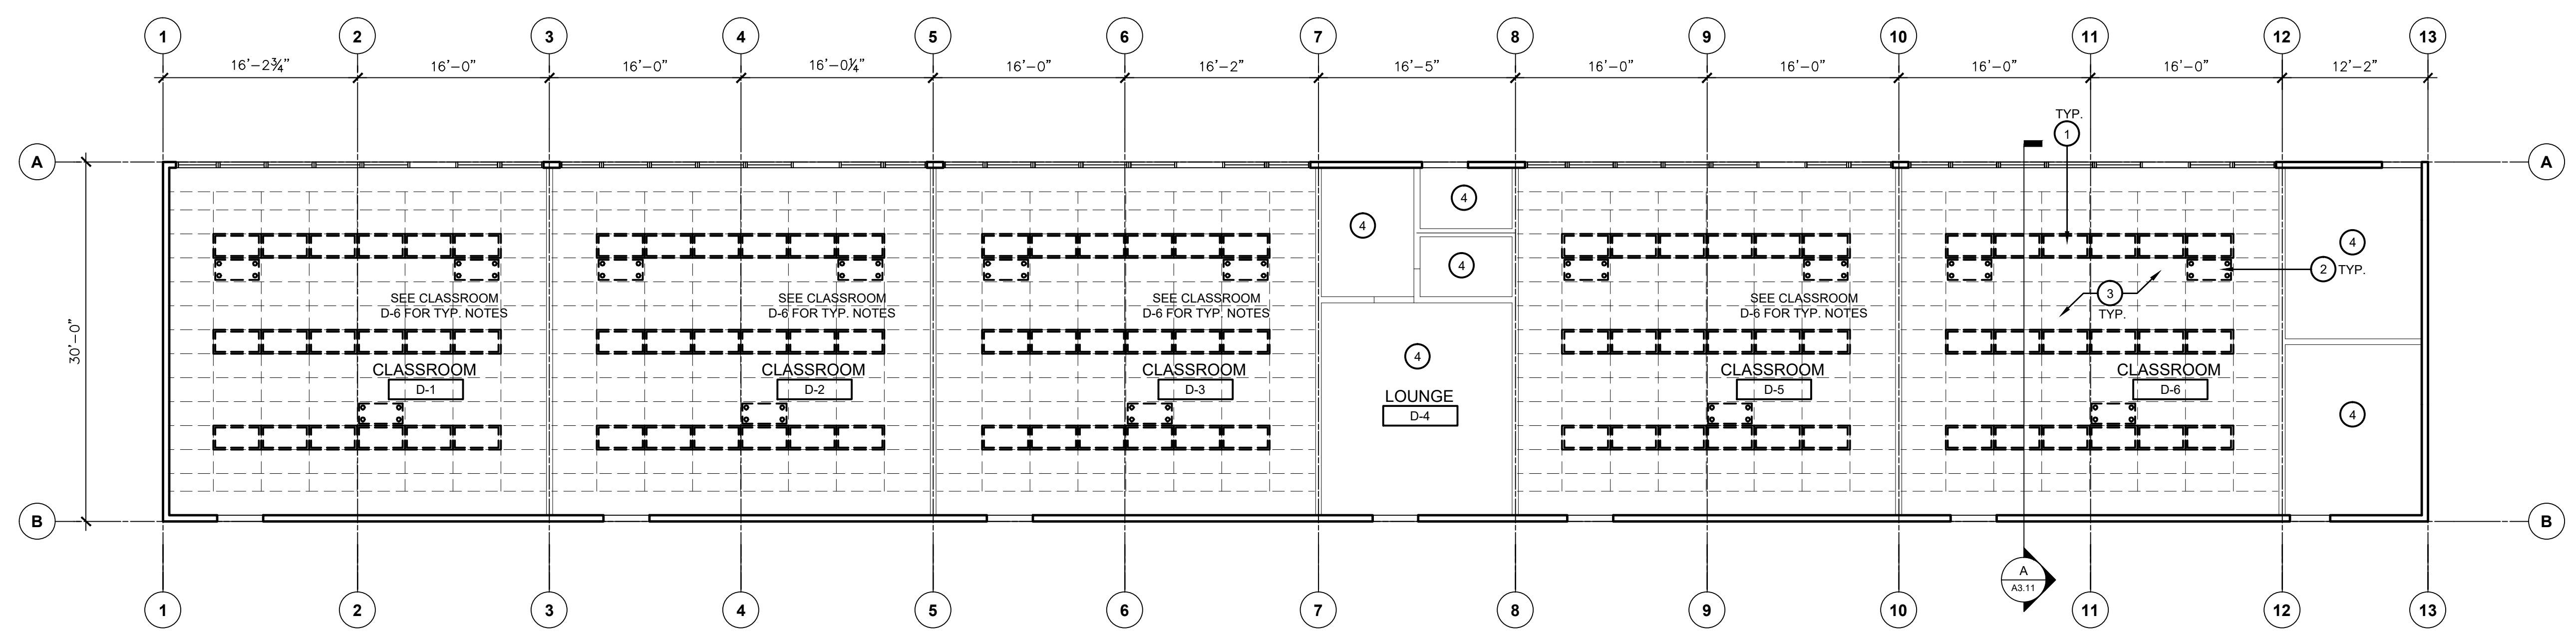 1 2 3 4 5 6 7 8 9 10 11 12 13
16'-2¾" 16'-0" 16'-0" 16'-0¼" 16'-0" 16'-2" 16'-5" 16'-0" 16'-0" 16'-0" 16'-0" 12'-2"
TYP.
1
A A
4
4
4
4
2 TYP.
3
TYP.
SEE CLASSROOM
D-6 FOR TYP. NOTES
SEE CLASSROOM
D-6 FOR TYP. NOTES
SEE CLASSROOM
D-6 FOR TYP. NOTES
SEE CLASSROOM
D-6 FOR TYP. NOTES
30'-0"
4
CLASSROOM
D-1
CLASSROOM
D-2
CLASSROOM
D-3
LOUNGE
D-4
CLASSROOM
D-5
CLASSROOM
D-6
4
B B
A
A3.11
1 2 3 4 5 6 7 8 9 10 11 12 13